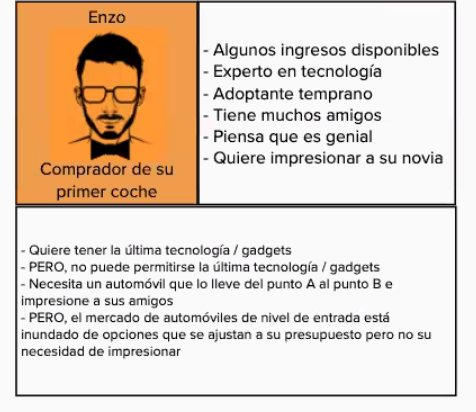 Enzo
Comprador de su
primer coche
- Algunos ingresos disponibles
- Experto en tecnología
- Adoptante temprano
- Tiene muchos amigos
- Piensa que es genial
- Quiere impresionar a su novia
- Quiere tener la última tecnología / gadgets
- PERO, no puede permitirse la última tecnología / gadgets
- Necesita un automóvil que lo lleve del punto A al punto B e
impresione a sus amigos
- PERO, el mercado de automóviles de nivel de entrada está
inundado de opciones que se ajustan a su presupuesto pero no su
necesidad de impresionar